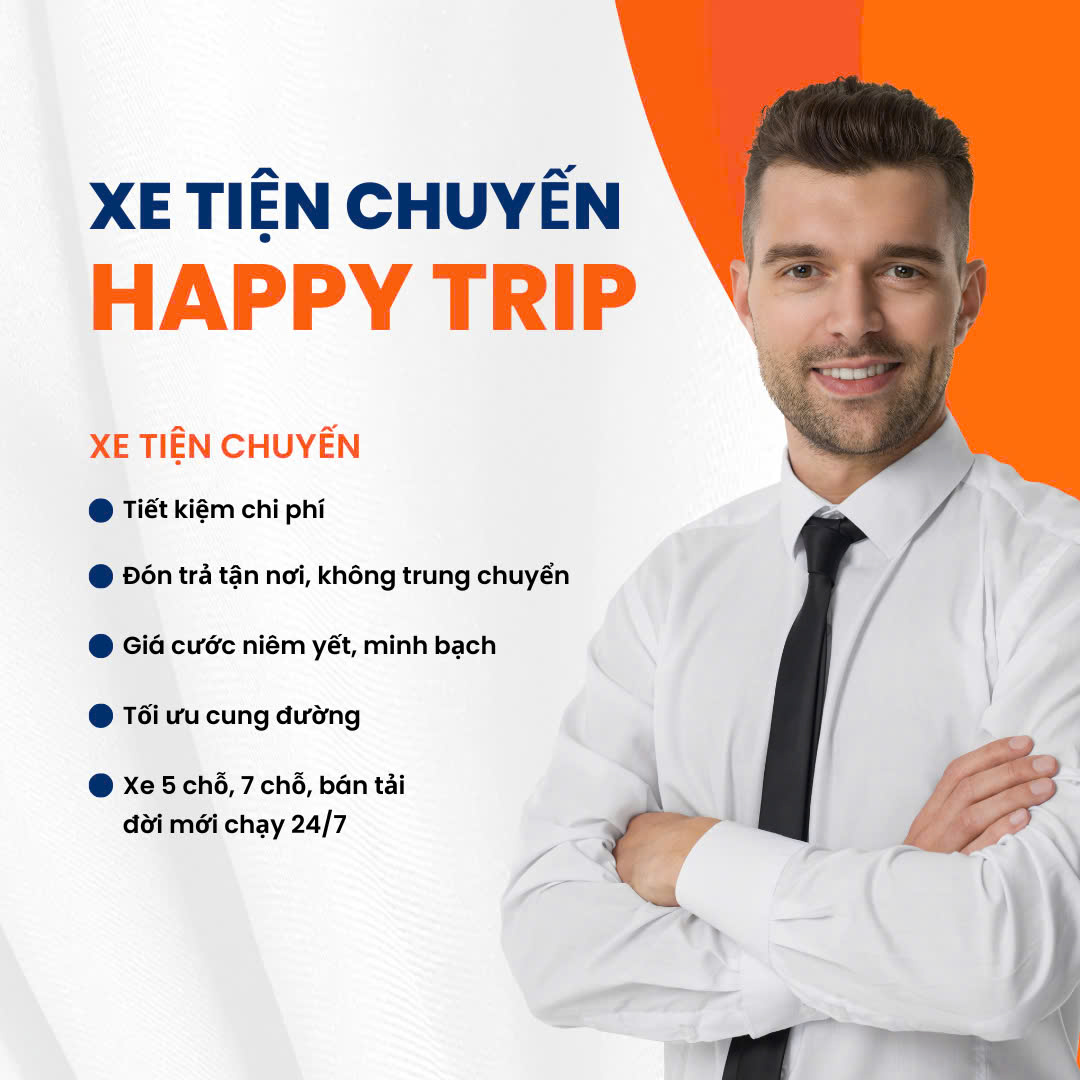 XE TIỆN CHUYẾN
HAPPY TRIP
XE TIỆN CHUYẾN
Tiết kiệm chi phí
Đón trả tận nơi, không trung chuyển
Giá cước niêm yết, minh bạch
Tối ưu cung đường
Xe 5 chỗ, 7 chỗ, bán tải
đời mới chạy 24/7